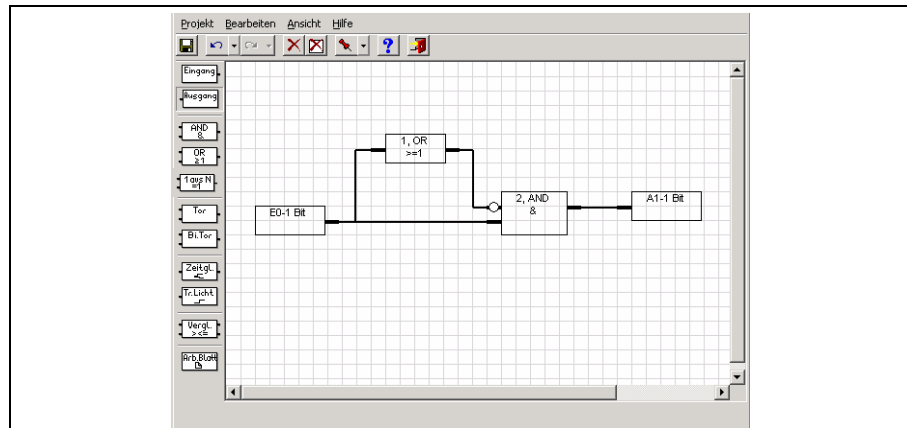 Projekt Bearbeiten Ansicht Hilfe
?
Eingang
Ausgang
AND
&
OR
≥1
1 aus N
=1
Tor
Bi.Tor
Zeitgl.
Tr.Licht
Vergl.
><=
Arb.Blatt
1, OR
>=1
E0-1 Bit
2, AND
&
A1-1 Bit